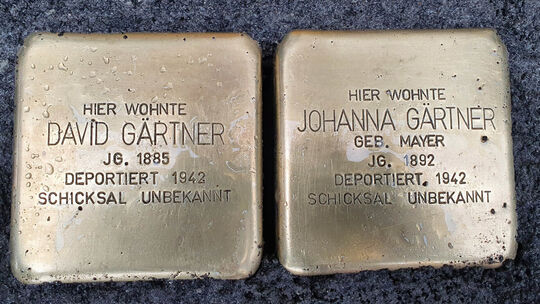 HIER WOHNTE
DAVID GÄRTNER
JG. 1885
DEPORTIERT 1942
SCHICKSAL UNBEKANNT
HIER WOHNTE
JOHANNA GÄRTNER
GEB. MAYER
JG. 1892
DEPORTIERT 1942
SCHICKSAL UNBEKANNT